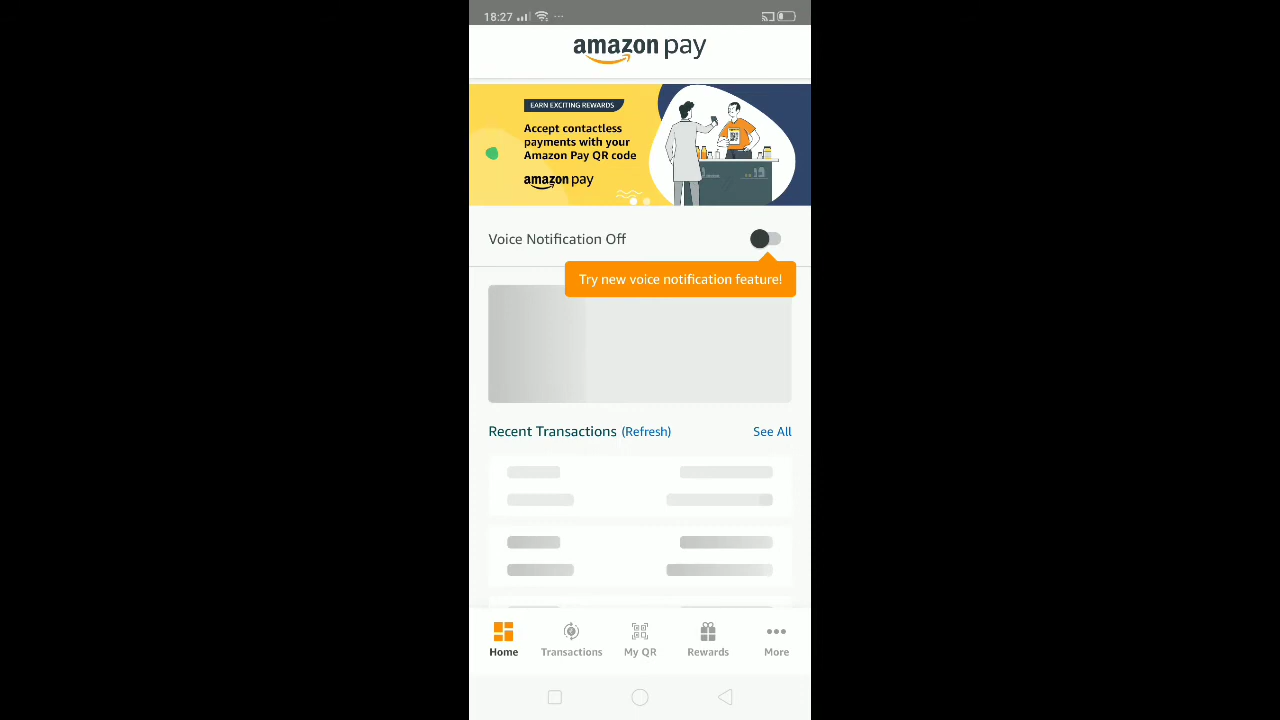 18:27
amazon pay
EARN EXCITING REWARDS
Accept contactless
payments with your
Amazon Pay QR code
amazon pay
Voice Notification Off
Try new voice notification feature!
Recent Transactions (Refresh) See All
Home Transactions My QR Rewards More